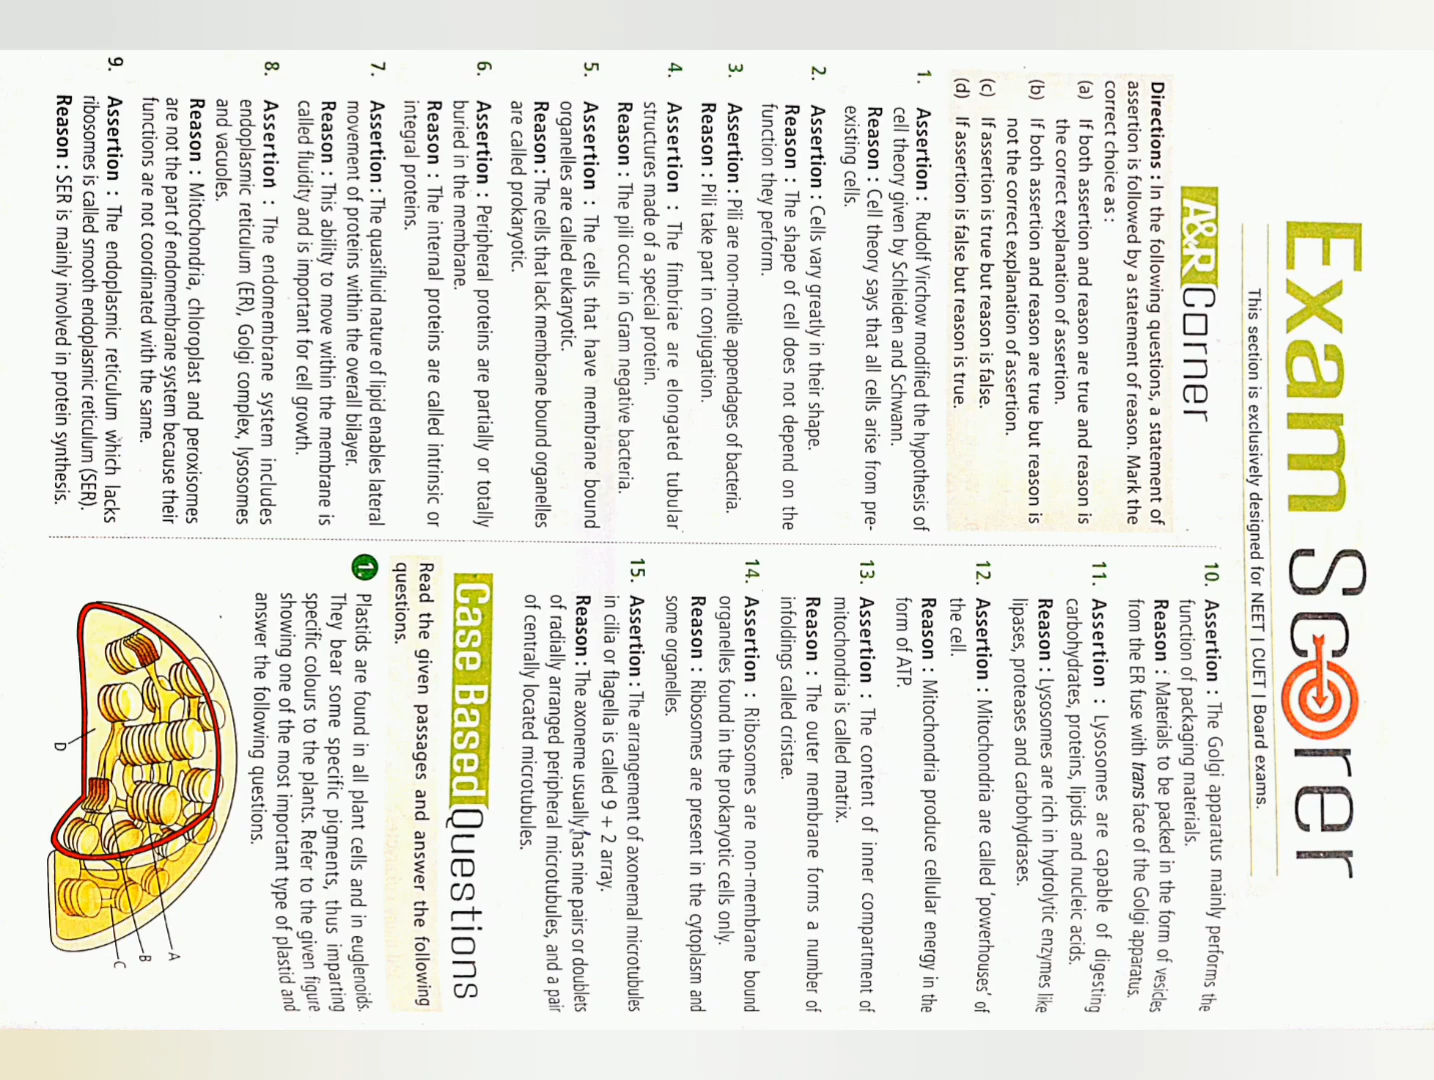 Exam Scorer
This section is exclusively designed for NEET | CUET | Board exams.
A&R Corner
Directions : In the following questions, a statement of
assertion is followed by a statement of reason. Mark the
correct choice as :
(a) If both assertion and reason are true and reason is
the correct explanation of assertion.
(b) If both assertion and reason are true but reason is
not the correct explanation of assertion.
(c) If assertion is true but reason is false.
(d) If assertion is false but reason is true.
1. Assertion : Rudolf Virchow modified the hypothesis of
cell theory given by Schleiden and Schwann.
Reason : Cell theory says that all cells arise from pre-
existing cells.
2. Assertion : Cells vary greatly in their shape.
Reason : The shape of cell does not depend on the
function they perform.
3. Assertion : Pili are non-motile appendages of bacteria.
Reason : Pili take part in conjugation.
4. Assertion : The fimbriae are elongated tubular
structures made of a special protein.
Reason : The pili occur in Gram negative bacteria.
5. Assertion : The cells that have membrane bound
organelles are called eukaryotic.
Reason : The cells that lack membrane bound organelles
are called prokaryotic.
6. Assertion : Peripheral proteins are partially or totally
buried in the membrane.
Reason : The internal proteins are called intrinsic or
integral proteins.
7. Assertion : The quasifluid nature of lipid enables lateral
movement of proteins within the overall bilayer.
Reason : This ability to move within the membrane is
called fluidity and is important for cell growth.
8. Assertion : The endomembrane system includes
endoplasmic reticulum (ER), Golgi complex, lysosomes
and vacuoles.
Reason : Mitochondria, chloroplast and peroxisomes
are not the part of endomembrane system because their
functions are not coordinated with the same.
9. Assertion : The endoplasmic reticulum which lacks
ribosomes is called smooth endoplasmic reticulum (SER).
Reason : SER is mainly involved in protein synthesis.
10. Assertion : The Golgi apparatus mainly performs the
function of packaging materials.
Reason : Materials to be packed in the form of vesicles
from the ER fuse with trans face of the Golgi apparatus.
11. Assertion : Lysosomes are capable of digesting
carbohydrates, proteins, lipids and nucleic acids.
Reason : Lysosomes are rich in hydrolytic enzymes like
lipases, proteases and carbohydrases.
12. Assertion : Mitochondria are called 'powerhouses' of
the cell.
Reason : Mitochondria produce cellular energy in the
form of ATP.
13. Assertion : The content of inner compartment of
mitochondria is called matrix.
Reason : The outer membrane forms a number of
infoldings called cristae.
14. Assertion : Ribosomes are non-membrane bound
organelles found in the prokaryotic cells only.
Reason : Ribosomes are present in the cytoplasm and
some organelles.
15. Assertion : The arrangement of axonemal microtubules
in cilia or flagella is called 9 + 2 array.
Reason : The axoneme usually has nine pairs or doublets
of radially arranged peripheral microtubules, and a pair
of centrally located microtubules.
Case Based Questions
Read the given passages and answer the following
questions.
1. Plastids are found in all plant cells and in euglenoids.
They bear some specific pigments, thus imparting
specific colours to the plants. Refer to the given figure
showing one of the most important type of plastid and
answer the following questions.
A
B
C
D